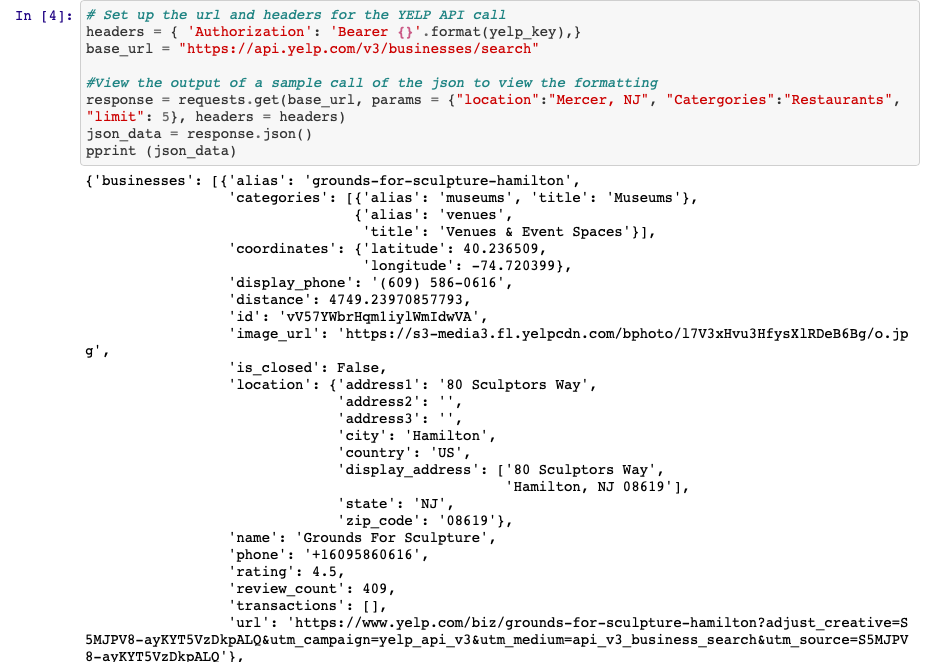 In [4]: # Set up the url and headers for the YELP API call
headers = { 'Authorization': 'Bearer {}'.format(yelp_key),}
base_url = "https://api.yelp.com/v3/businesses/search"
#View the output of a sample call of the json to view the formatting
response = requests.get(base_url, params = {"location":"Mercer, NJ", "Catergories":"Restaurants",
"limit": 5}, headers = headers)
json_data = response.json()
pprint (json_data)
{'businesses': [{'alias': 'grounds-for-sculpture-hamilton',
'categories': [{'alias': 'museums', 'title': 'Museums'},
{'alias': 'venues',
'title': 'Venues & Event Spaces'}],
'coordinates': {'latitude': 40.236509,
'longitude': -74.720399},
'display_phone': '(609) 586-0616',
'distance': 4749.23970857793,
'id': 'vV57YWbrHqm1iylWmIdwVA',
'image_url': 'https://s3-media3.fl.yelpcdn.com/bphoto/l7V3xHvu3HfysXlRDeB6Bg/o.jp
g',
'is_closed': False,
'location': {'address1': '80 Sculptors Way',
'address2': '',
'address3': '',
'city': 'Hamilton',
'country': 'US',
'display_address': ['80 Sculptors Way',
'Hamilton, NJ 08619'],
'state': 'NJ',
'zip_code': '08619'},
'name': 'Grounds For Sculpture',
'phone': '+16095860616',
'rating': 4.5,
'review_count': 409,
'transactions': [],
'url': 'https://www.yelp.com/biz/grounds-for-sculpture-hamilton?adjust_creative=S
5MJPV8-ayKYT5VzDkpALQ&utm_campaign=yelp_api_v3&utm_medium=api_v3_business_search&utm_source=S5MJPV
8-ayKYT5VzDkpALQ'},